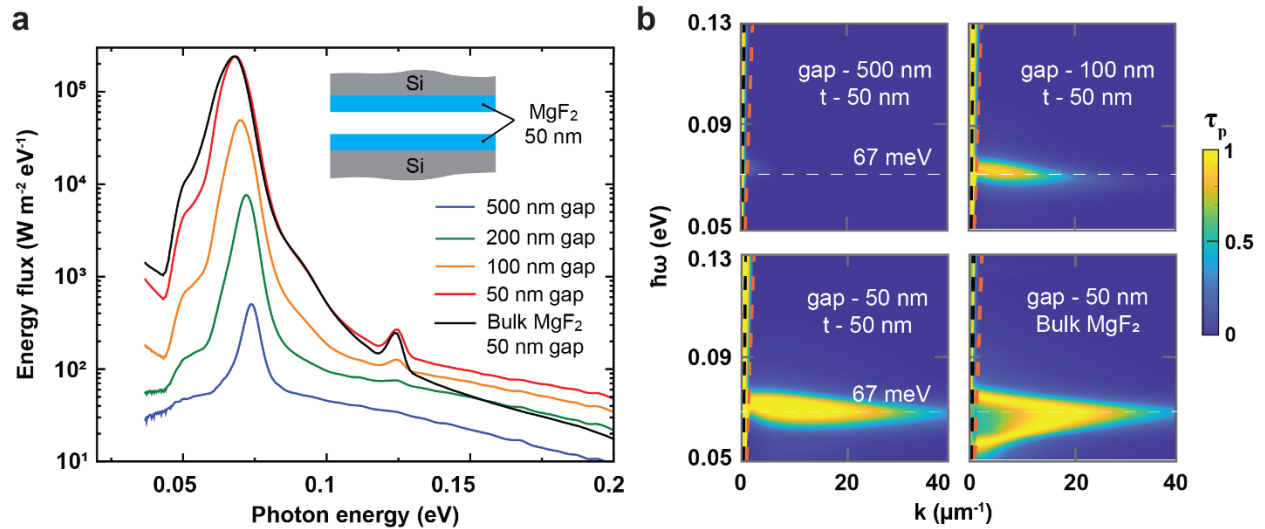 a
Energy flux (W m⁻² eV⁻¹)
10⁵
10⁴
10³
10²
10¹
0.05
0.1
0.15
0.2
Photon energy (eV)
Si
MgF₂
50 nm
Si
500 nm gap
200 nm gap
100 nm gap
50 nm gap
Bulk MgF₂
50 nm gap
b
ħω (eV)
0.13
0.09
0.05
gap - 500 nm
t - 50 nm
67 meV
gap - 100 nm
t - 50 nm
0.13
0.09
0.05
gap - 50 nm
t - 50 nm
67 meV
gap - 50 nm
Bulk MgF₂
0
20
40
0
20
40
k (µm⁻¹)
τₚ
1
0.5
0